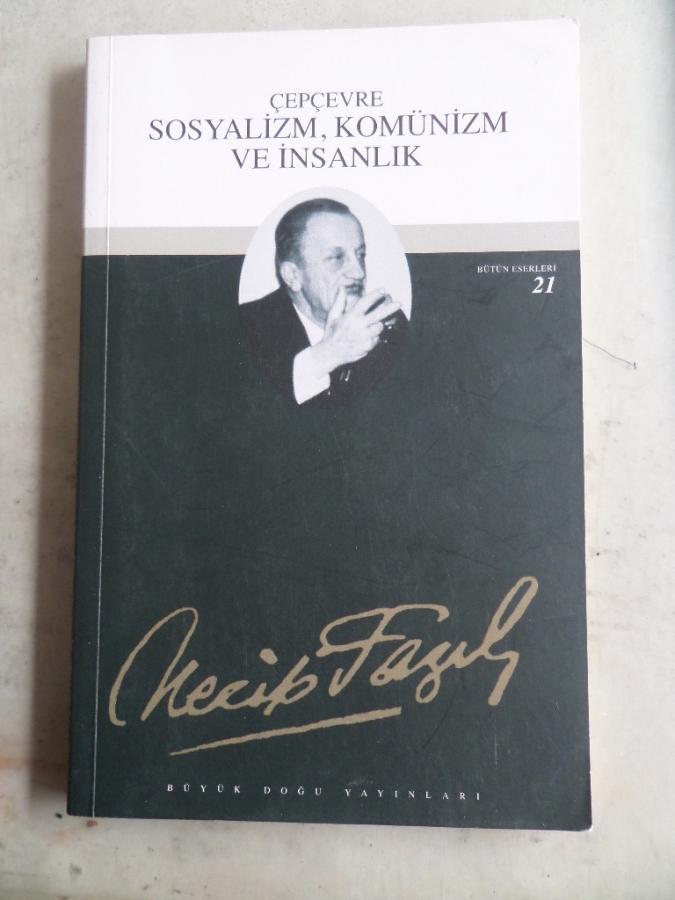 ÇEPÇEVRE
SOSYALİZM, KOMÜNİZM
VE İNSANLIK
BÜTÜN ESERLERİ
21
Necip Fazıl
BÜYÜK DOĞU YAYINLARI